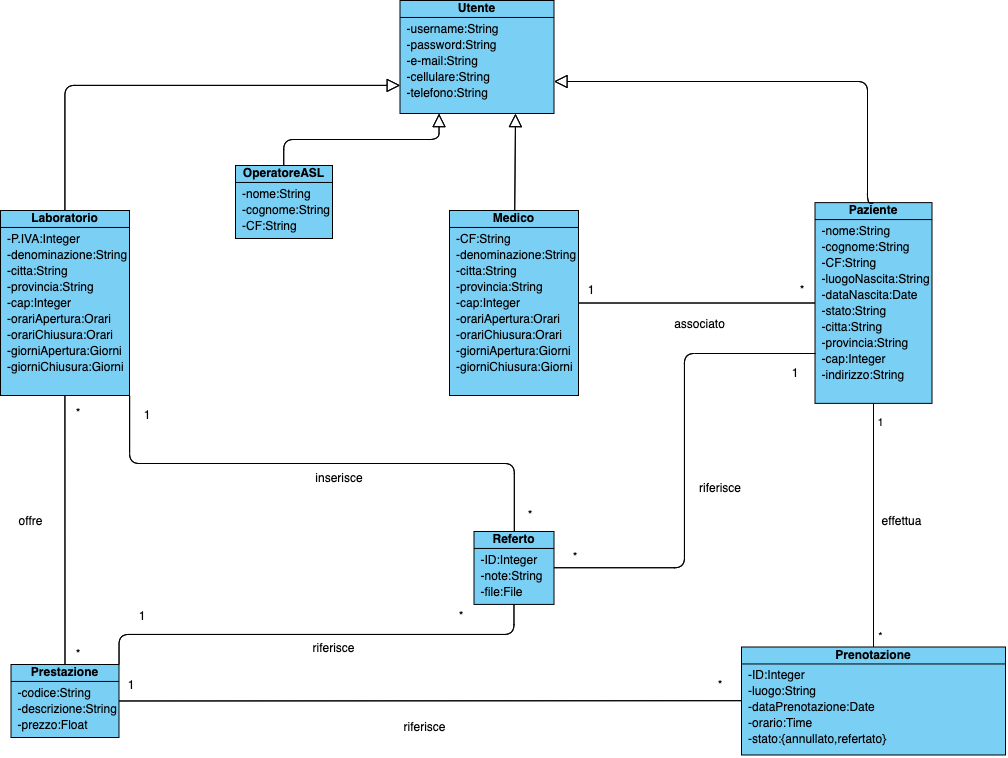 Utente
-username:String
-password:String
-e-mail:String
-cellulare:String
-telefono:String
OperatoreASL
-nome:String
-cognome:String
-CF:String
Laboratorio
-P.IVA:Integer
-denominazione:String
-citta:String
-provincia:String
-cap:Integer
-orariApertura:Orari
-orariChiusura:Orari
-giorniApertura:Giorni
-giorniChiusura:Giorni
Medico
-CF:String
-denominazione:String
-citta:String
-provincia:String
-cap:Integer
-orariApertura:Orari
-orariChiusura:Orari
-giorniApertura:Giorni
-giorniChiusura:Giorni
Paziente
-nome:String
-cognome:String
-CF:String
-luogoNascita:String
-dataNascita:Date
-stato:String
-citta:String
-provincia:String
-cap:Integer
-indirizzo:String
1
*
associato
1
*
1
1
inserisce
riferisce
offre
effettua
*
*
Referto
-ID:Integer
-note:String
-file:File
1
*
riferisce
*
*
Prestazione
-codice:String
-descrizione:String
-prezzo:Float
1
*
riferisce
Prenotazione
-ID:Integer
-luogo:String
-dataPrenotazione:Date
-orario:Time
-stato:{annullato,refertato}